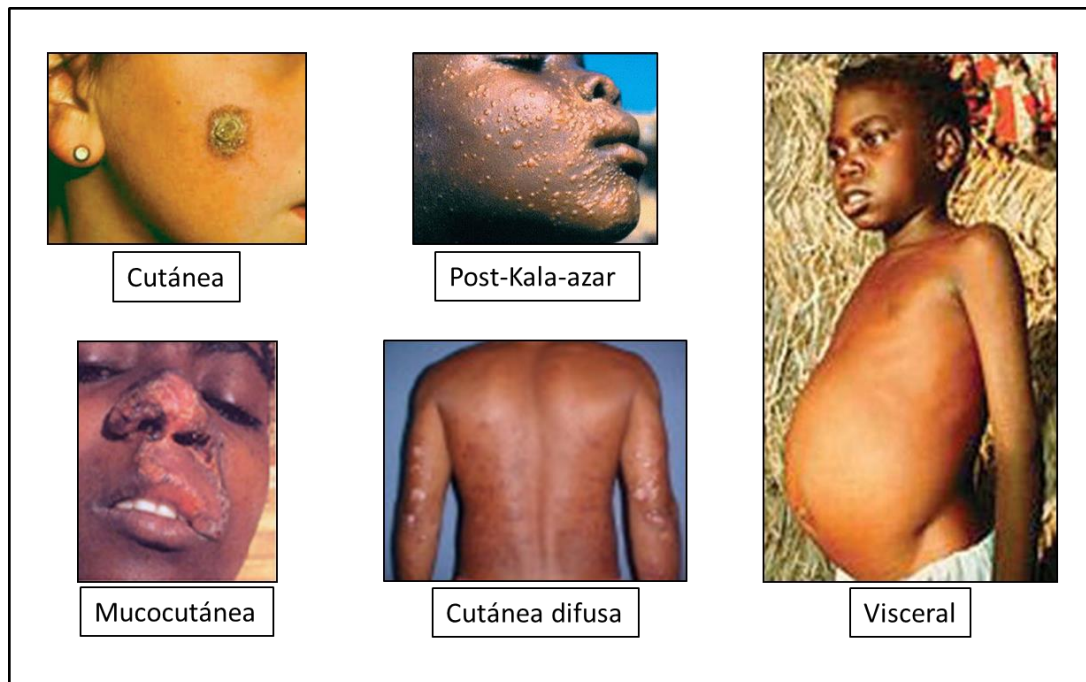 Cutánea
Post-Kala-azar
Mucocutánea
Cutánea difusa
Visceral